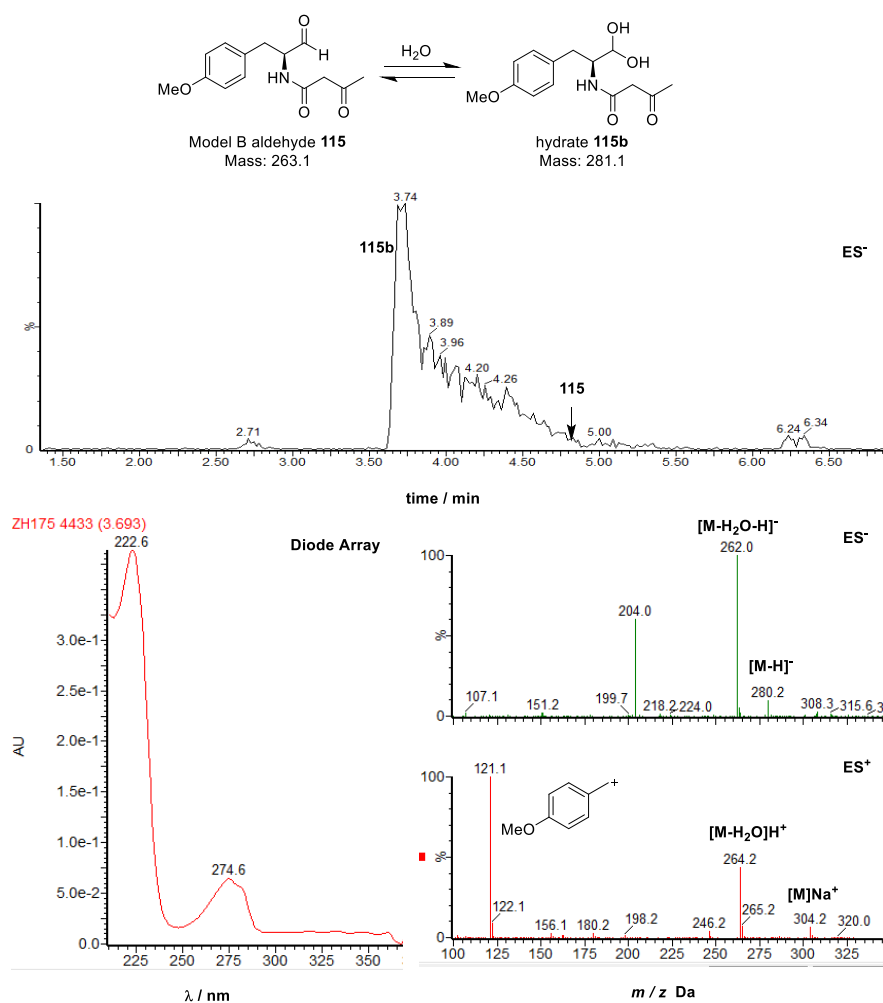 O
OH
H
H₂O
OH
MeO
HN
MeO
HN
O
O
O
O
Model B aldehyde 115
hydrate 115b
Mass: 263.1
Mass: 281.1
3.74
115b
ES⁻
%
3.89
3.96
4.20
4.26
115
2.71
5.00
6.24
6.34
0
1.50 2.00 2.50 3.00 3.50 4.00 4.50 5.00 5.50 6.00 6.50
time / min
ZH175 4433 (3.693)
222.6
Diode Array
3.0e-1
2.5e-1
2.0e-1
AU
1.5e-1
1.0e-1
274.6
5.0e-2
0.0
225 250 275 300 325 350
λ / nm
[M-H₂O-H]⁻
ES⁻
100
262.0
204.0
%
[M-H]⁻
280.2
107.1
151.2
199.7
218.2
224.0
308.3
315.6
0
121.1
ES⁺
100
+
MeO
[M-H₂O]H⁺
264.2
%
[M]Na⁺
122.1
265.2
304.2
156.1
180.2
198.2
246.2
320.0
0
100 125 150 175 200 225 250 275 300 325
m / z Da